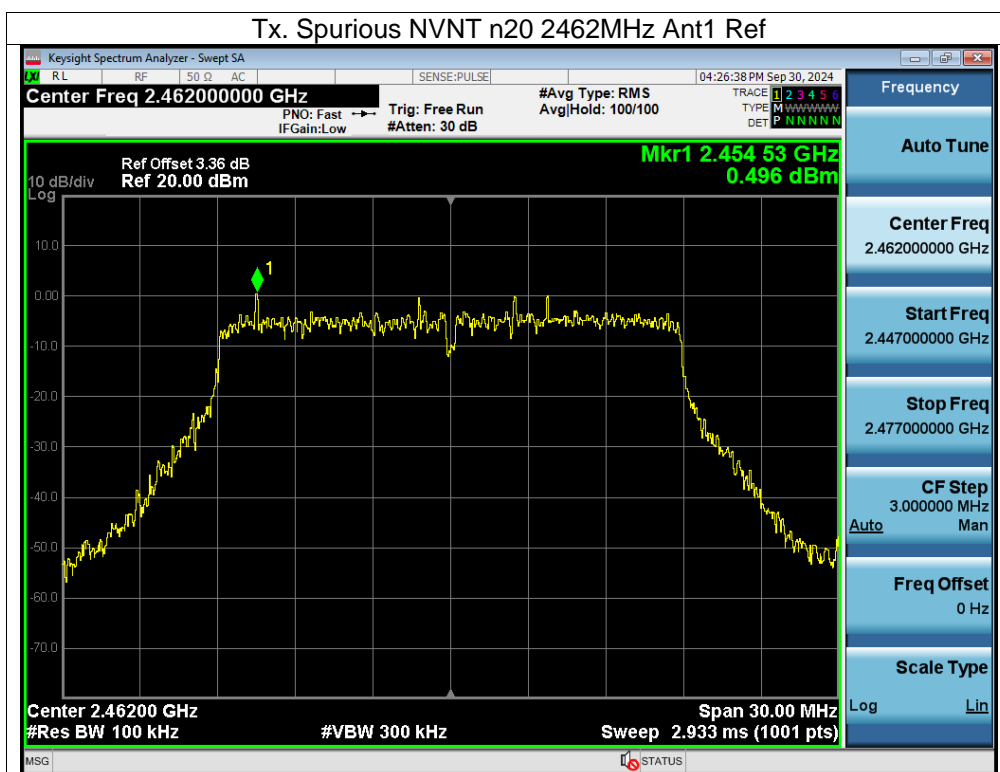 Tx. Spurious NVNT n20 2462MHz Ant1 Ref
Keysight Spectrum Analyzer - Swept SA
LXI RL RF 50 Ω AC SENSE:PULSE 04:26:38 PM Sep 30, 2024
Center Freq 2.462000000 GHz
PNO: Fast
IFGain:Low
Trig: Free Run
#Atten: 30 dB
#Avg Type: RMS
Avg|Hold: 100/100
TRACE 1 2 3 4 5 6
TYPE M WWWWW
DET P N N N N N
Frequency
Mkr1 2.454 53 GHz
0.496 dBm
Ref Offset 3.36 dB
10 dB/div Ref 20.00 dBm
Log
10.0
0.00
-10.0
-20.0
-30.0
-40.0
-50.0
-60.0
-70.0
1
Center 2.46200 GHz Span 30.00 MHz
#Res BW 100 kHz #VBW 300 kHz Sweep 2.933 ms (1001 pts)
Auto Tune
Center Freq
2.462000000 GHz
Start Freq
2.447000000 GHz
Stop Freq
2.477000000 GHz
CF Step
3.000000 MHz
Auto Man
Freq Offset
0 Hz
Scale Type
Log Lin
MSG STATUS